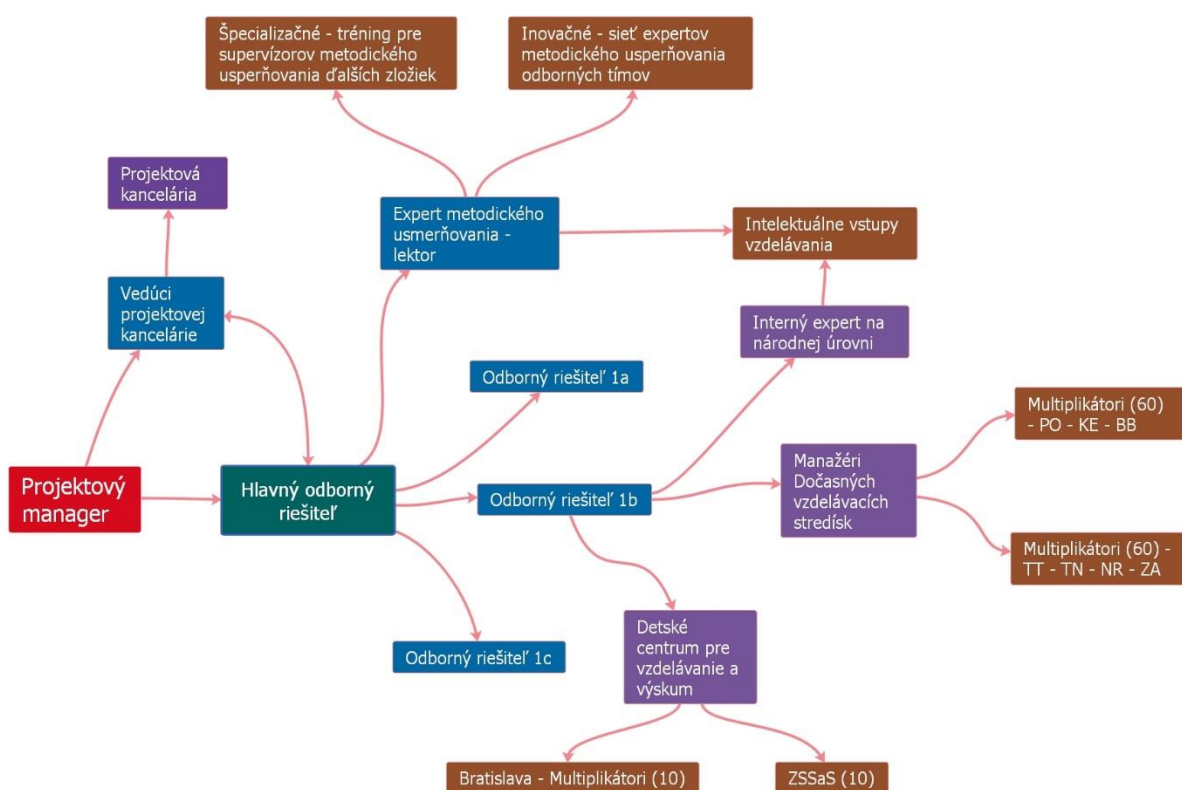 Špecializačné - tréning pre
supervízorov metodického
usperňovania ďalších zložiek
Inovačné - sieť expertov
metodického usperňovania
odborných tímov
Projektová
kancelária
Expert metodického
usmerňovania -
lektor
Intelektuálne vstupy
vzdelávania
Vedúci
projektovej
kancelárie
Interný expert na
národnej úrovni
Odborný riešiteľ 1a
Multiplikátori (60)
- PO - KE - BB
Projektový
manager
Hlavný odborný
riešiteľ
Odborný riešiteľ 1b
Manažéri
Dočasných
vzdelávacích
stredísk
Multiplikátori (60) -
TT - TN - NR - ZA
Odborný riešiteľ 1c
Detské
centrum pre
vzdelávanie a
výskum
Bratislava - Multiplikátori (10)
ZSSaS (10)